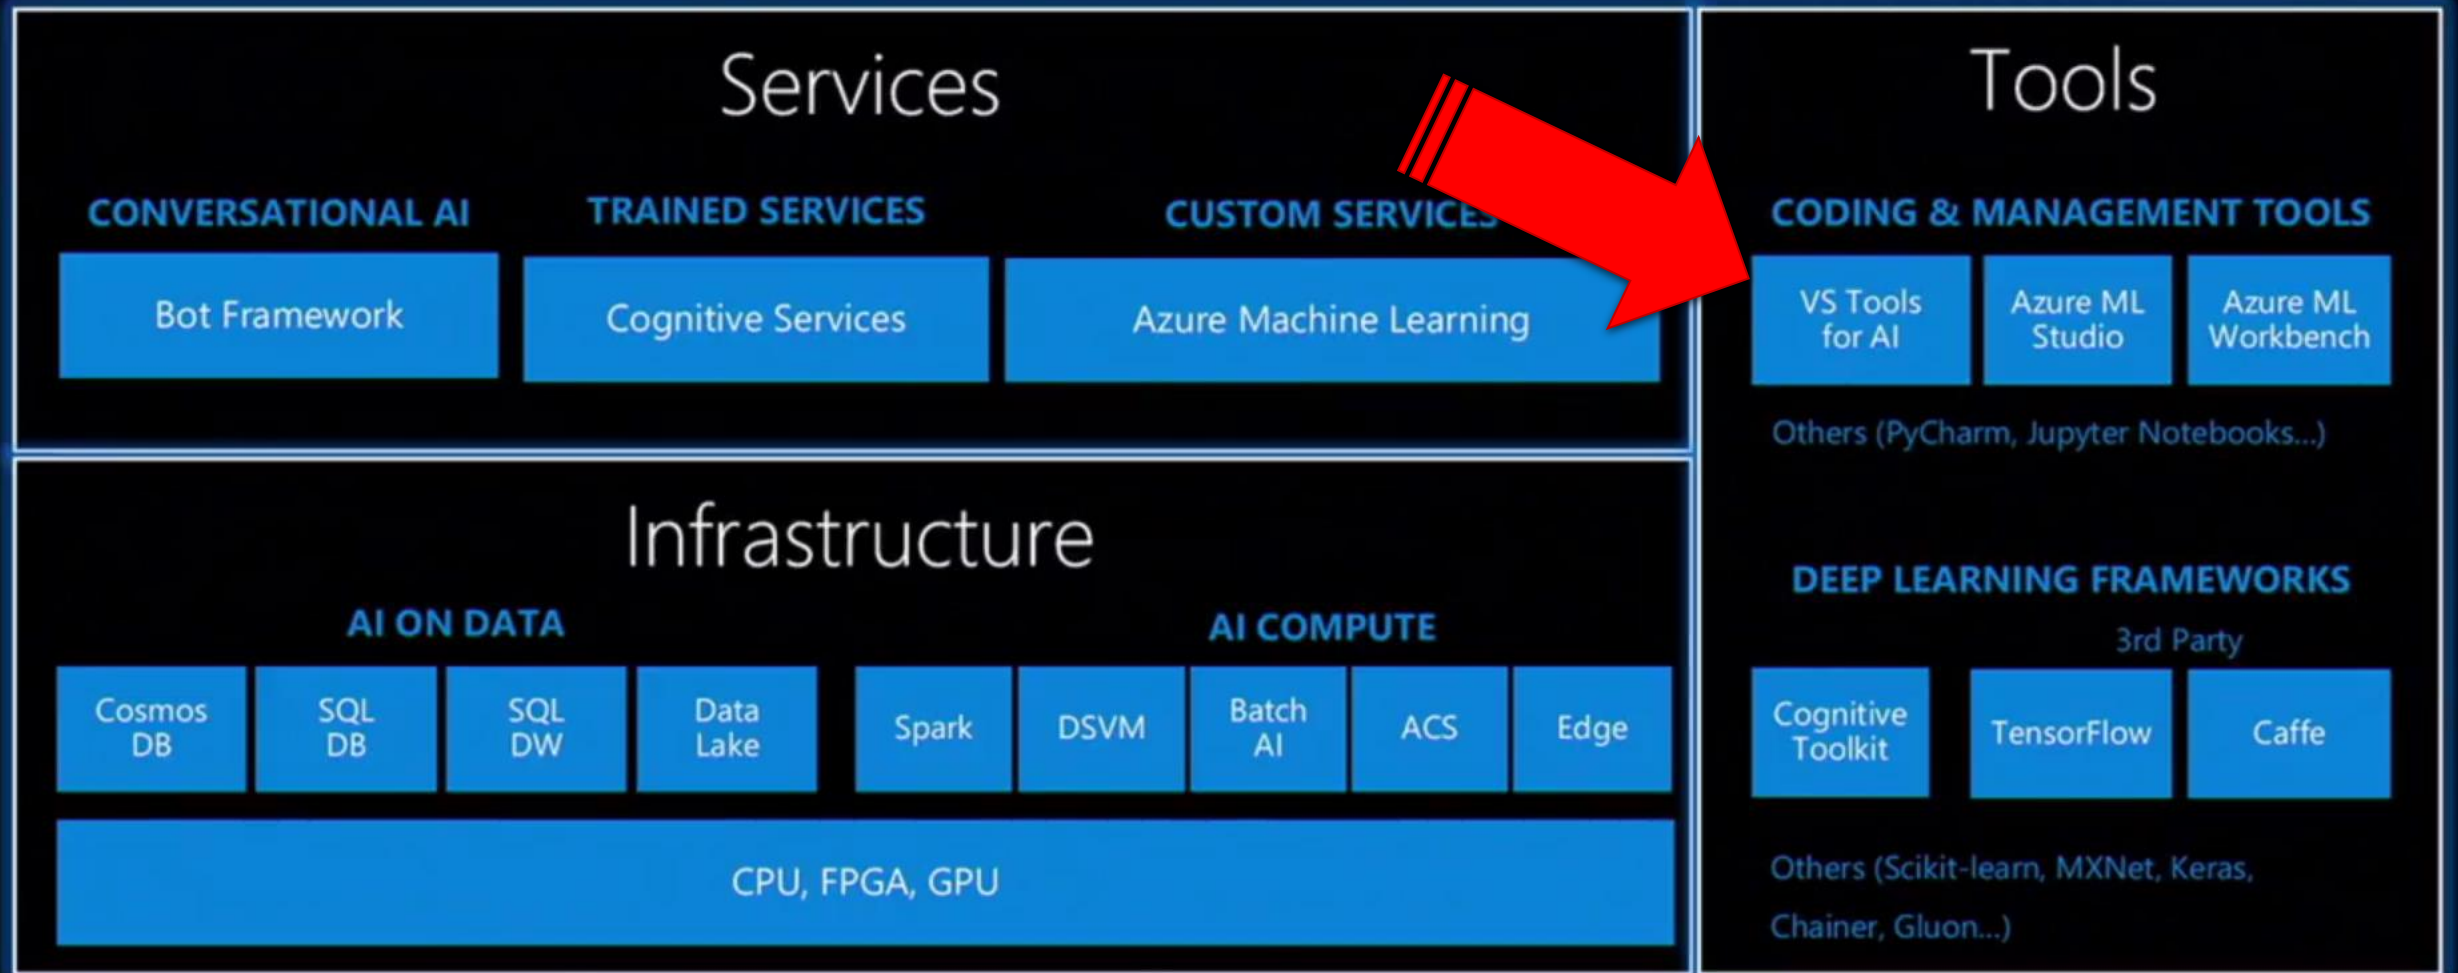 Services
CONVERSATIONAL AI
TRAINED SERVICES
CUSTOM SERVICES
Bot Framework
Cognitive Services
Azure Machine Learning
Infrastructure
AI ON DATA
AI COMPUTE
Cosmos
DB
SQL
DB
SQL
DW
Data
Lake
Spark
DSVM
Batch
AI
ACS
Edge
CPU, FPGA, GPU
Tools
CODING & MANAGEMENT TOOLS
VS Tools
for AI
Azure ML
Studio
Azure ML
Workbench
Others (PyCharm, Jupyter Notebooks...)
DEEP LEARNING FRAMEWORKS
3rd Party
Cognitive
Toolkit
TensorFlow
Caffe
Others (Scikit-learn, MXNet, Keras,
Chainer, Gluon...)